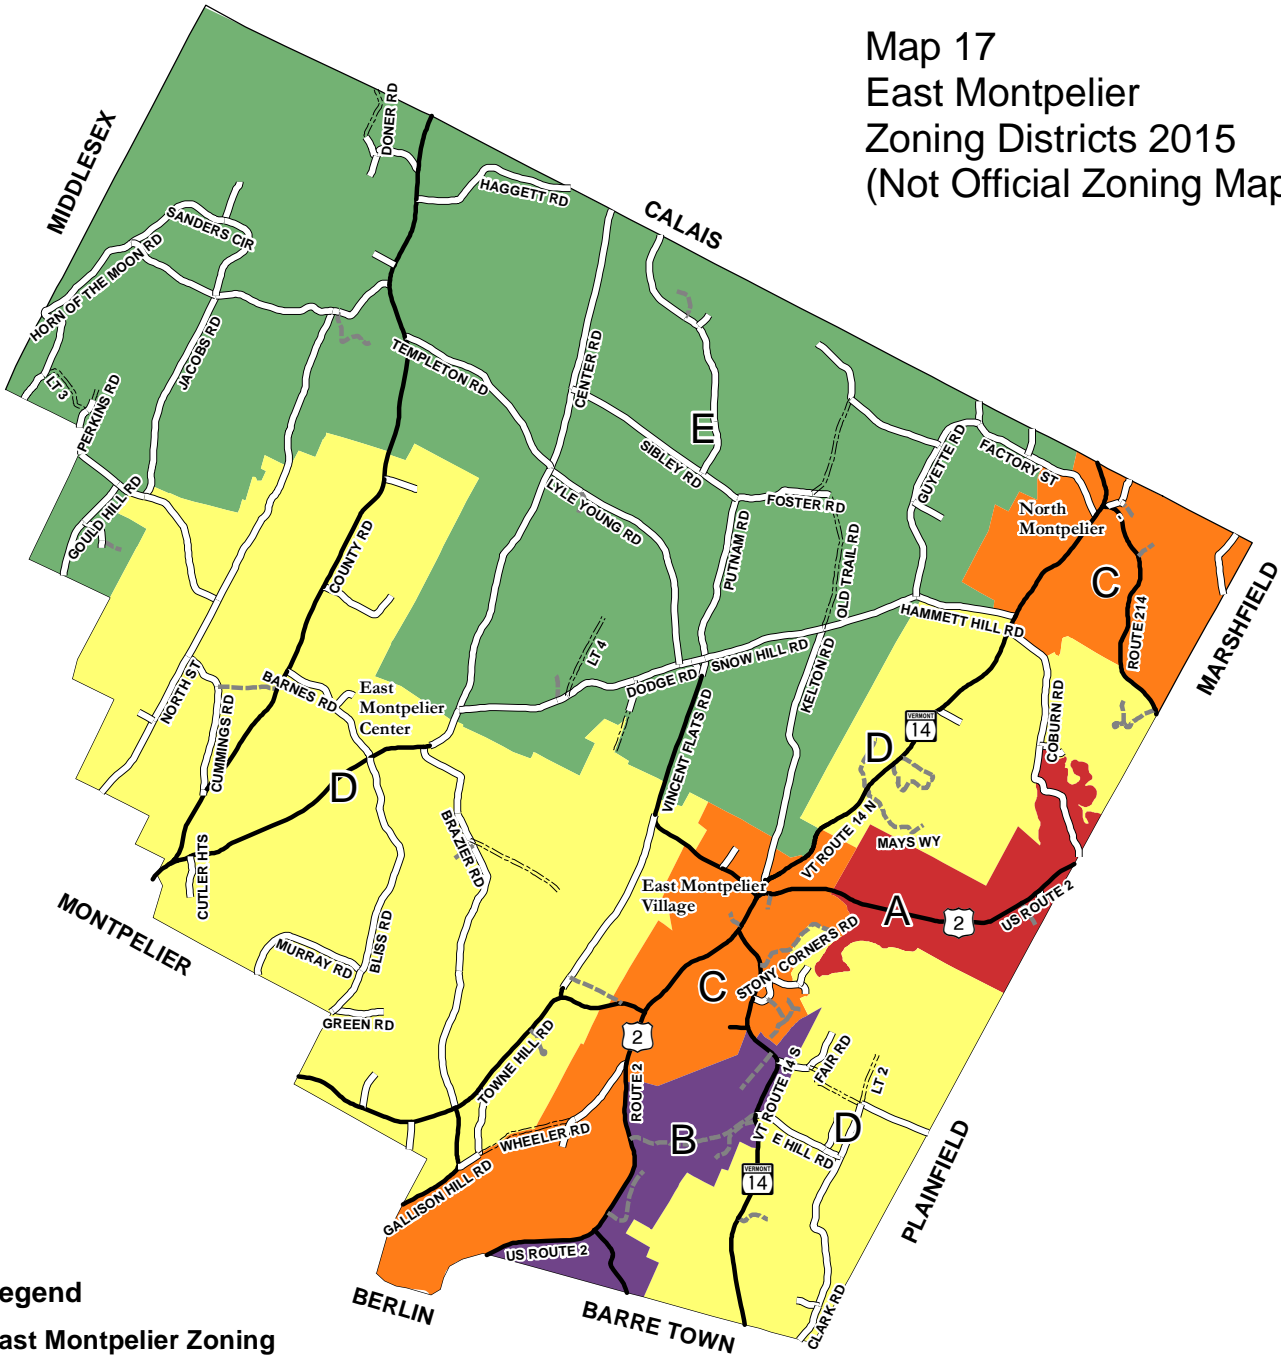 Map 17
East Montpelier
Zoning Districts 2015
(Not Official Zoning Map
MIDDLESEX
CALAIS
DONER RD
HAGGETT RD
SANDERS CIR
HORN OF THE MOON RD
JACOBS RD
LT 3
PERKINS RD
GOULD HILL RD
TEMPLETON RD
CENTER RD
E
SIBLEY RD
LYLE YOUNG RD
FOSTER RD
PUTNAM RD
OLD TRAIL RD
GUYETTE RD
FACTORY ST
North
Montpelier
C
ROUTE 214
MARSHFIELD
HAMMETT HILL RD
COUNTY RD
LT 4
DODGE RD
SNOW HILL RD
KELTON RD
VINCENT FLATS RD
COBURN RD
NORTH ST
CUMMINGS RD
BARNES RD
East
Montpelier
Center
D
VERMONT
14
D
BRAZIER RD
CUTLER HTS
VT ROUTE 14 N
MAYS WY
East Montpelier
Village
A
2
US ROUTE 2
MONTPELIER
MURRAY RD
BLISS RD
GREEN RD
STONY CORNERS RD
C
2
TOWNE HILL RD
ROUTE 2
VT ROUTE 14 S
FAIR RD
LT 2
D
E HILL RD
B
VERMONT
14
WHEELER RD
GALLISON HILL RD
US ROUTE 2
PLAINFIELD
CLARK RD
BERLIN
BARRE TOWN
egend
ast Montpelier Zoning